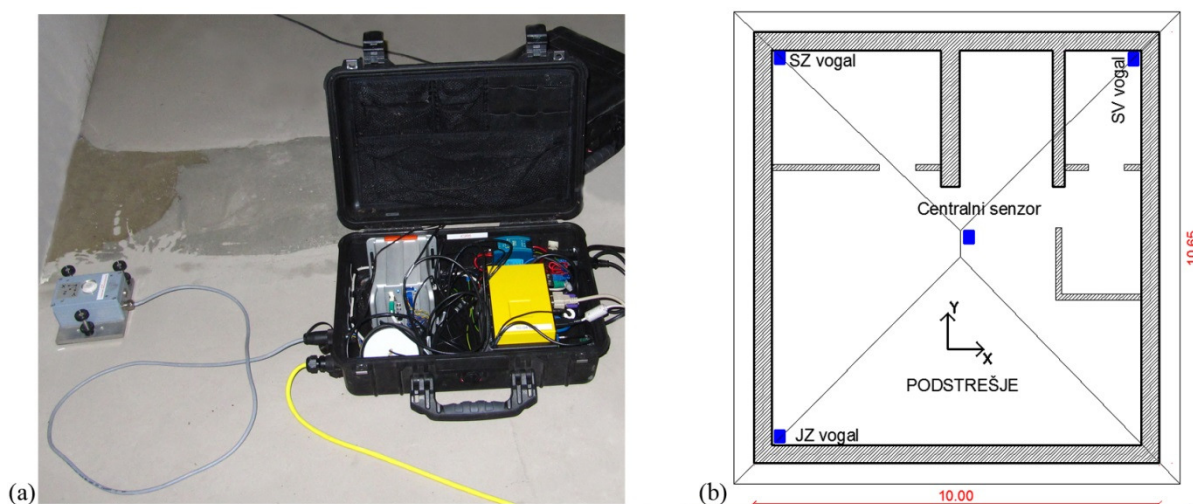 (a)
(b)
SZ vogal
SV vogal
Centralni senzor
Y
X
PODSTREŠJE
JZ vogal
10.65
10.00